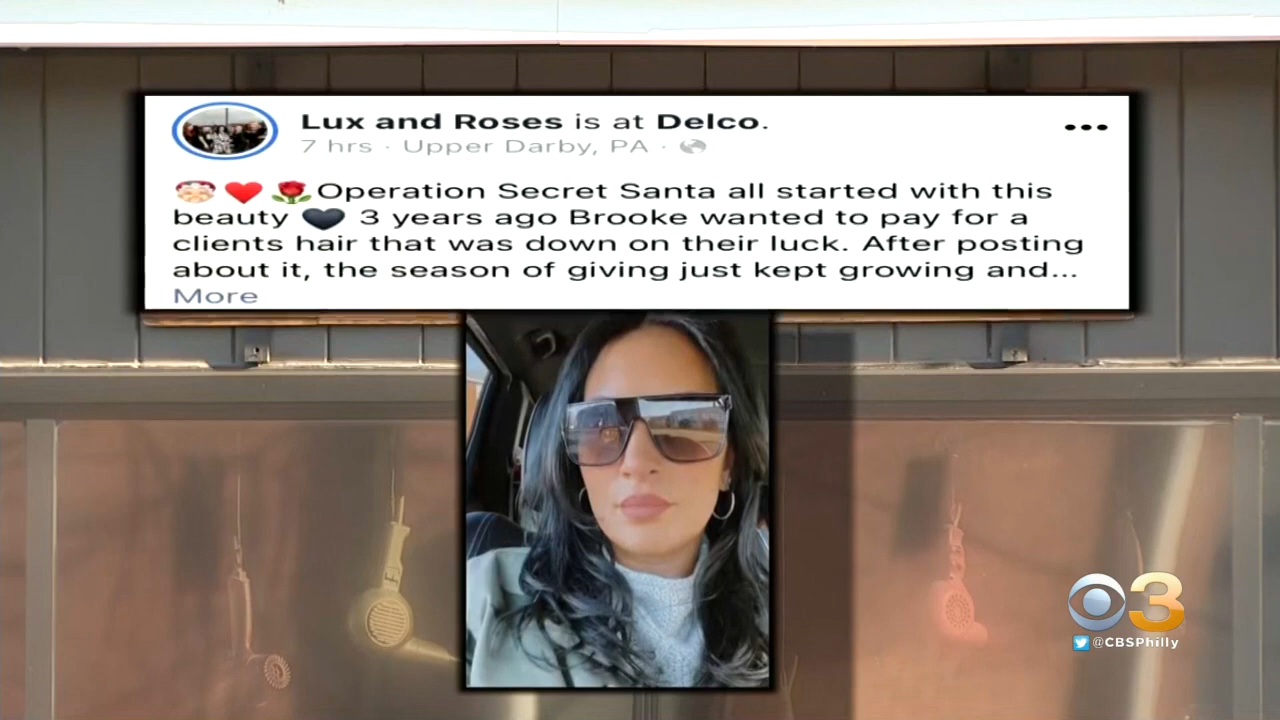 Lux and Roses is at Delco.
7 hrs · Upper Darby, PA ·
🎅❤️🌹Operation Secret Santa all started with this
beauty 🖤 3 years ago Brooke wanted to pay for a
clients hair that was down on their luck. After posting
about it, the season of giving just kept growing and...
More
3
@CBSPhilly